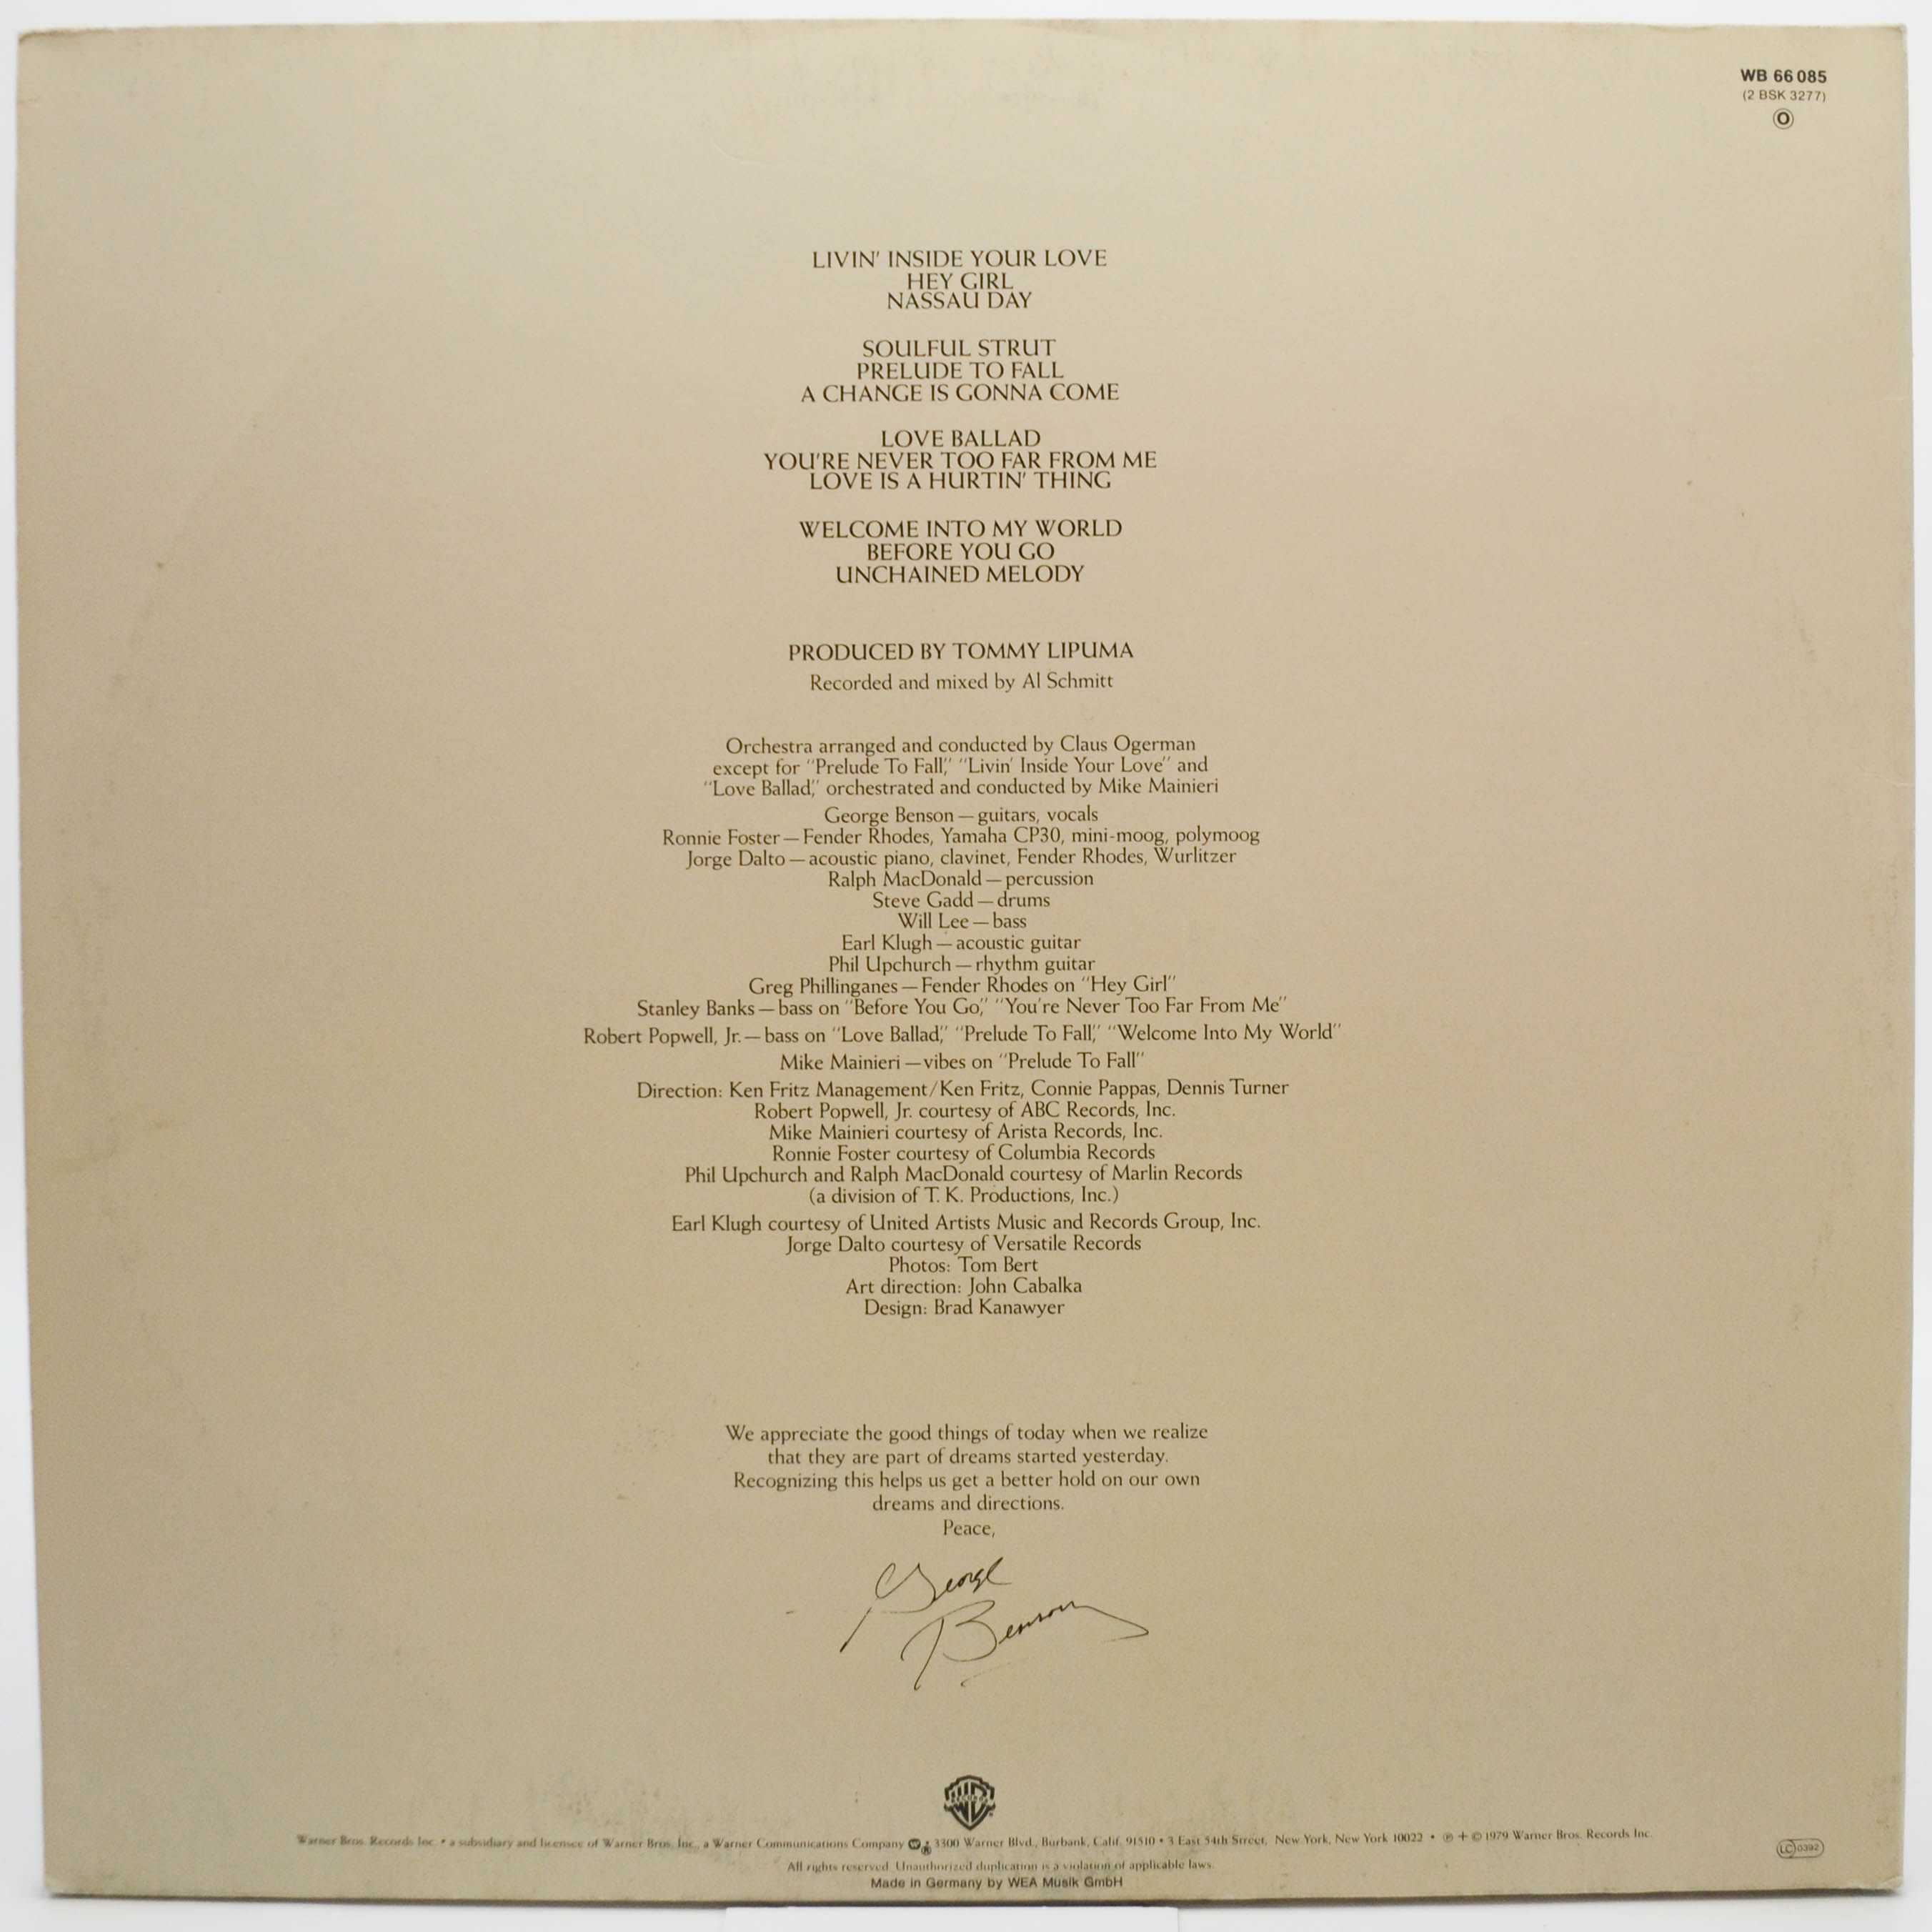 WB 66 085
(2 BSK 3277)
O
LIVIN' INSIDE YOUR LOVE
HEY GIRL
NASSAU DAY
SOULFUL STRUT
PRELUDE TO FALL
A CHANGE IS GONNA COME
LOVE BALLAD
YOU'RE NEVER TOO FAR FROM ME
LOVE IS A HURTIN' THING
WELCOME INTO MY WORLD
BEFORE YOU GO
UNCHAINED MELODY
PRODUCED BY TOMMY LIPUMA
Recorded and mixed by Al Schmitt
Orchestra arranged and conducted by Claus Ogerman
except for "Prelude To Fall," "Livin' Inside Your Love" and
"Love Ballad," orchestrated and conducted by Mike Mainieri
George Benson — guitars, vocals
Ronnie Foster — Fender Rhodes, Yamaha CP30, mini-moog, polymoog
Jorge Dalto — acoustic piano, clavinet, Fender Rhodes, Wurlitzer
Ralph MacDonald — percussion
Steve Gadd — drums
Will Lee — bass
Earl Klugh — acoustic guitar
Phil Upchurch — rhythm guitar
Greg Phillinganes — Fender Rhodes on "Hey Girl"
Stanley Banks — bass on "Before You Go," "You're Never Too Far From Me"
Robert Popwell, Jr. — bass on "Love Ballad," "Prelude To Fall," "Welcome Into My World"
Mike Mainieri — vibes on "Prelude To Fall"
Direction: Ken Fritz Management/Ken Fritz, Connie Pappas, Dennis Turner
Robert Popwell, Jr. courtesy of ABC Records, Inc.
Mike Mainieri courtesy of Arista Records, Inc.
Ronnie Foster courtesy of Columbia Records
Phil Upchurch and Ralph MacDonald courtesy of Marlin Records
(a division of T. K. Productions, Inc.)
Earl Klugh courtesy of United Artists Music and Records Group, Inc.
Jorge Dalto courtesy of Versatile Records
Photos: Tom Bert
Art direction: John Cabalka
Design: Brad Kanawyer
We appreciate the good things of today when we realize
that they are part of dreams started yesterday.
Recognizing this helps us get a better hold on our own
dreams and directions.
Peace,
George
Benson
Warner Bros. Records Inc. • a subsidiary and licensee of Warner Bros. Inc., a Warner Communications Company ® 3300 Warner Blvd., Burbank, Calif. 91510 • 3 East 54th Street, New York, New York 10022 • ℗ + © 1979 Warner Bros. Records Inc.
All rights reserved. Unauthorized duplication is a violation of applicable laws.
Made in Germany by WEA Musik GmbH
LC 0392